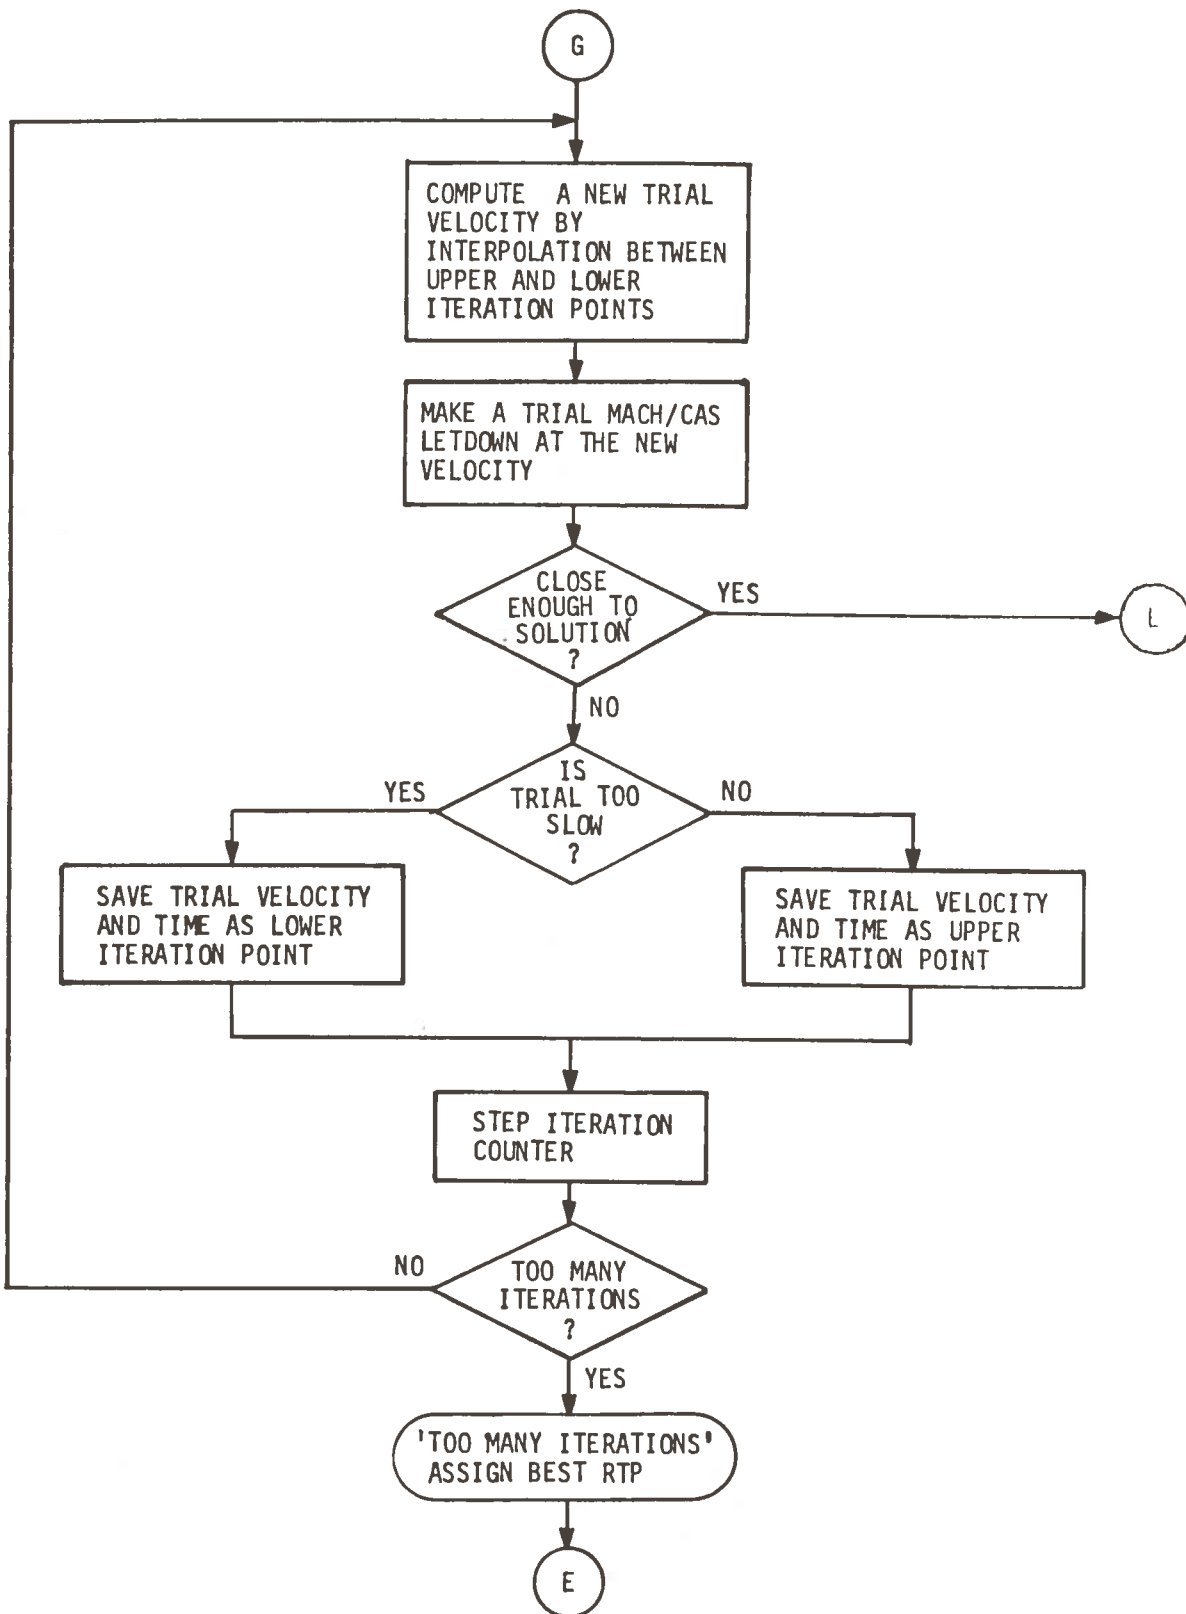 G
COMPUTE A NEW TRIAL
VELOCITY BY
INTERPOLATION BETWEEN
UPPER AND LOWER
ITERATION POINTS
MAKE A TRIAL MACH/CAS
LETDOWN AT THE NEW
VELOCITY
CLOSE
ENOUGH TO
SOLUTION
?
YES
L
NO
IS
TRIAL TOO
SLOW
?
YES
NO
SAVE TRIAL VELOCITY
AND TIME AS LOWER
ITERATION POINT
SAVE TRIAL VELOCITY
AND TIME AS UPPER
ITERATION POINT
STEP ITERATION
COUNTER
TOO MANY
ITERATIONS
?
NO
YES
'TOO MANY ITERATIONS'
ASSIGN BEST RTP
E